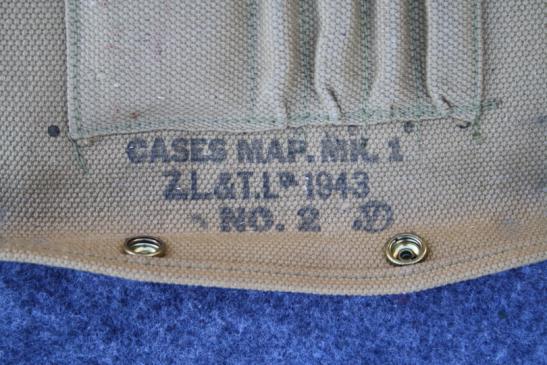 CASES MAP. MK. 1
Z.L.&T.Lᵀᴰ 1943
NO. 2